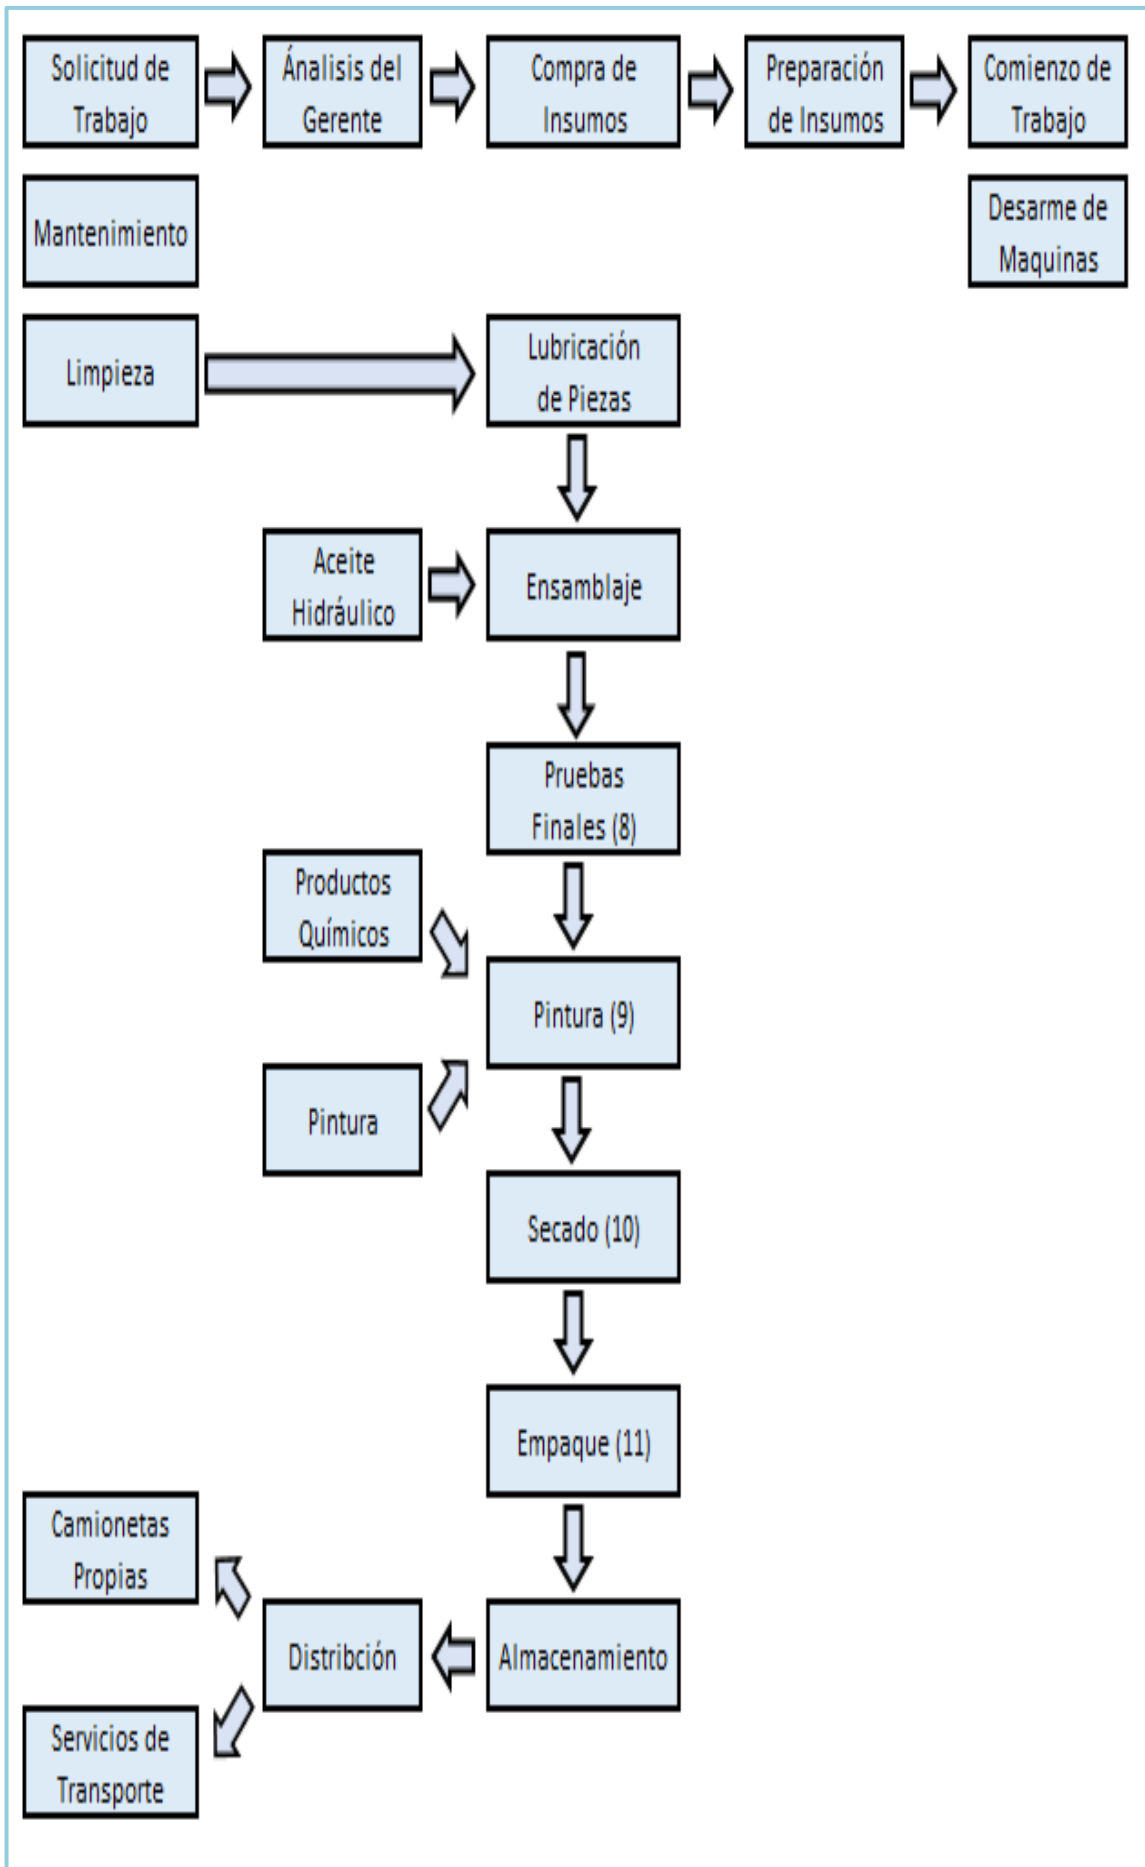 Solicitud de
Trabajo
Ánalisis del
Gerente
Compra de
Insumos
Preparación
de Insumos
Comienzo de
Trabajo
Mantenimiento
Desarme de
Maquinas
Limpieza
Lubricación
de Piezas
Aceite
Hidráulico
Ensamblaje
Pruebas
Finales (8)
Productos
Químicos
Pintura (9)
Pintura
Secado (10)
Empaque (11)
Camionetas
Propias
Distribción
Almacenamiento
Servicios de
Transporte